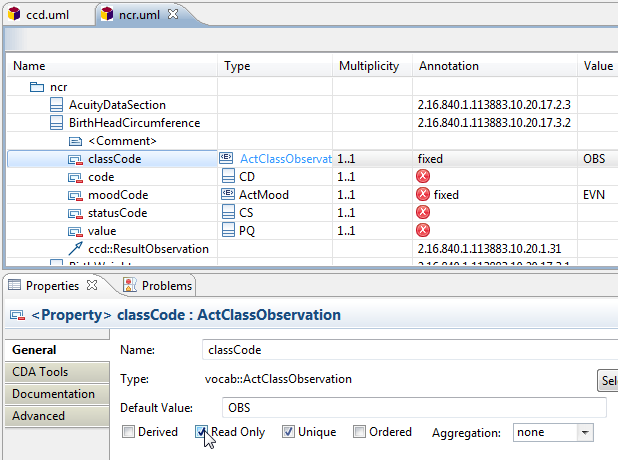 ccd.uml ncr.uml
Name Type Multiplicity Annotation Value
ncr
AcuityDataSection 2.16.840.1.113883.10.20.17.2.3
BirthHeadCircumference 2.16.840.1.113883.10.20.17.3.2
<Comment>
classCode ActClassObservat 1..1 fixed OBS
code CD 1..1
moodCode ActMood 1..1 fixed EVN
statusCode CS 1..1
value PQ 1..1
ccd::ResultObservation 2.16.840.1.113883.10.20.1.31
Properties Problems
<Property> classCode : ActClassObservation
General
Name: classCode
CDA Tools
Type: vocab::ActClassObservation Sele
Documentation
Default Value: OBS
Advanced
Derived Read Only Unique Ordered Aggregation: none